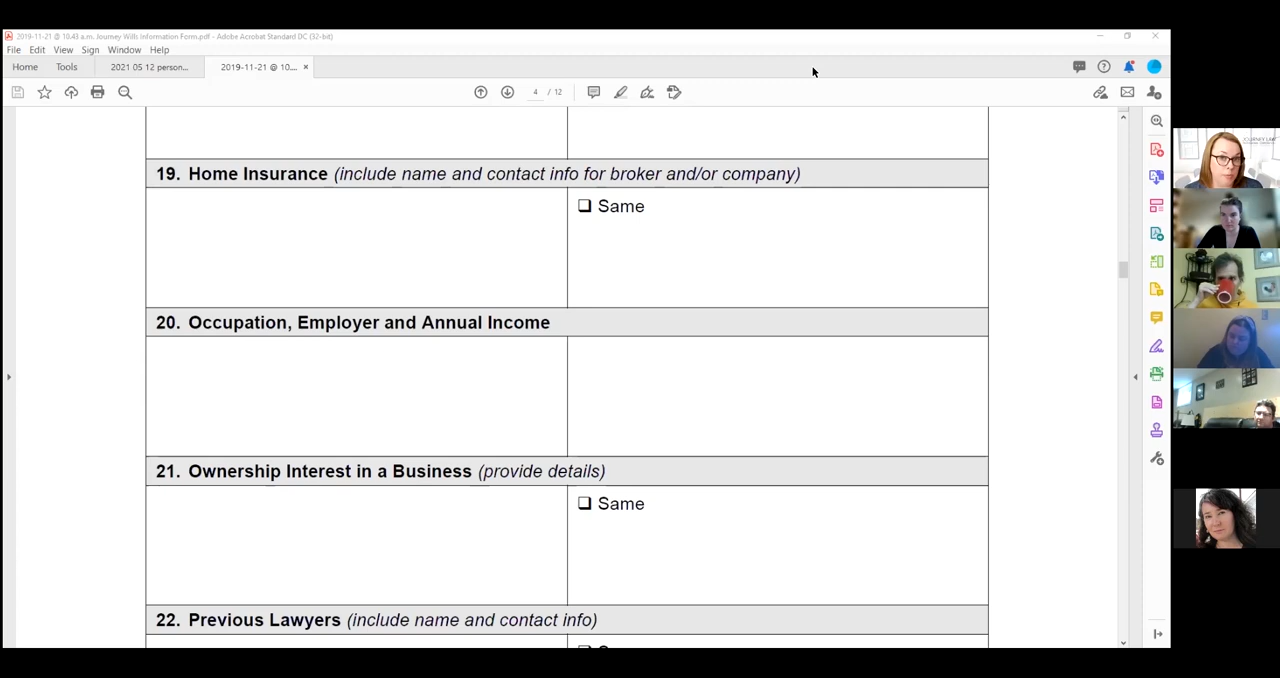 2019-11-21 @ 10.43 a.m. Journey Wills Information Form.pdf - Adobe Acrobat Standard DC (32-bit)
File Edit View Sign Window Help
Home Tools 2021 05 12 person... 2019-11-21 @ 10.... ×
4 / 12
19. Home Insurance (include name and contact info for broker and/or company)
❑ Same
20. Occupation, Employer and Annual Income
21. Ownership Interest in a Business (provide details)
❑ Same
22. Previous Lawyers (include name and contact info)
JOURNEY LAW